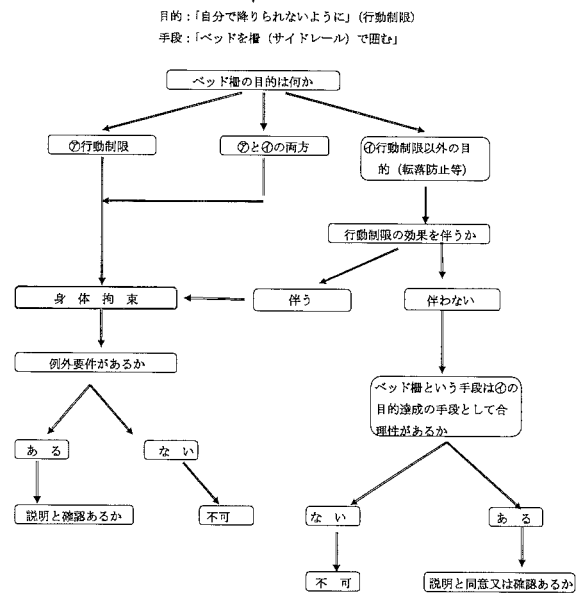 目的：「自分で降りられないように」（行動制限）
手段：「ベッドを柵（サイドレール）で囲む」
ベッド柵の目的は何か
㋐行動制限
㋐と㋑の両方
㋑行動制限以外の目
的（転落防止等）
行動制限の効果を伴うか
身　体　拘　束
伴う
伴わない
例外要件があるか
ベッド柵という手段は㋑の
目的達成の手段として合
理性があるか
あ　る
な　い
説明と確認あるか
不可
な　い
あ　る
不　可
説明と同意又は確認あるか